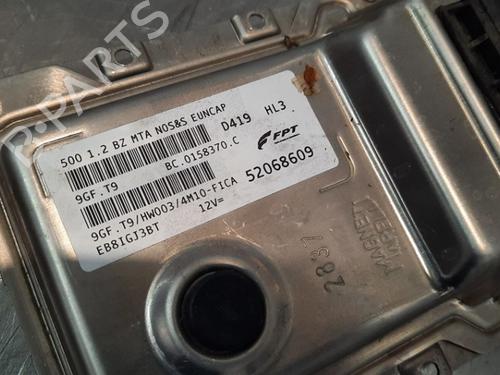 B-PARTS
500 1.2 BZ MTA NOS&S EUNCAP
D419 HL3.
9GF.T9 BC.0158370.C
FPT
9GF.T9/HW003/4M10-FICA 52068609
EB8IGJ3BT 12V=
MAGNETI
MARELLI